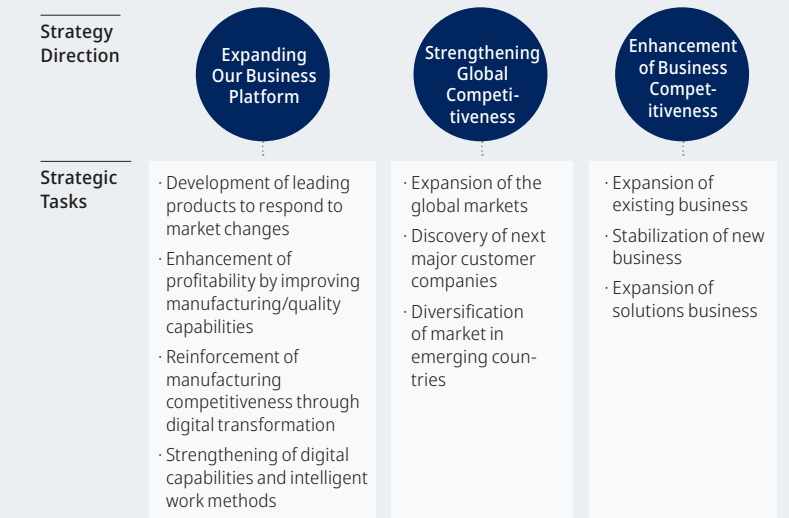 Strategy
Direction
Expanding
Our Business
Platform
Strengthening
Global
Competi-
tiveness
Enhancement
of Business
Compet-
itiveness
Strategic
Tasks
· Development of leading
products to respond to
market changes
· Enhancement of
profitability by improving
manufacturing/quality
capabilities
· Reinforcement of
manufacturing
competitiveness through
digital transformation
· Strengthening of digital
capabilities and intelligent
work methods
· Expansion of the
global markets
· Discovery of next
major customer
companies
· Diversification
of market in
emerging coun-
tries
· Expansion of
existing business
· Stabilization of new
business
· Expansion of
solutions business